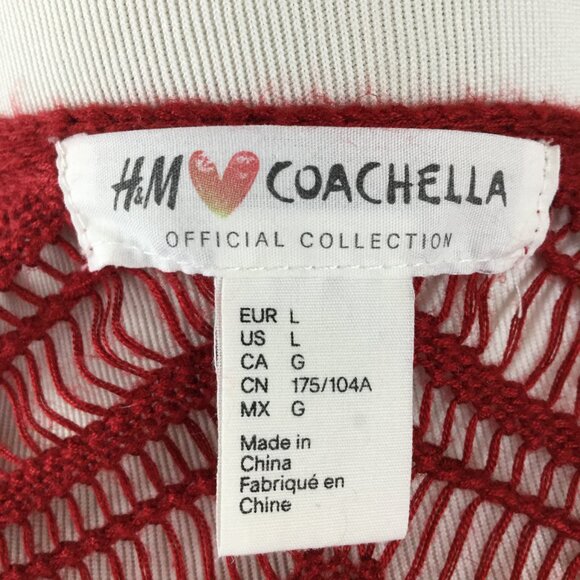 H&M COACHELLA
OFFICIAL COLLECTION
EUR L
US L
CA G
CN 175/104A
MX G
Made in
China
Fabriqué en
Chine